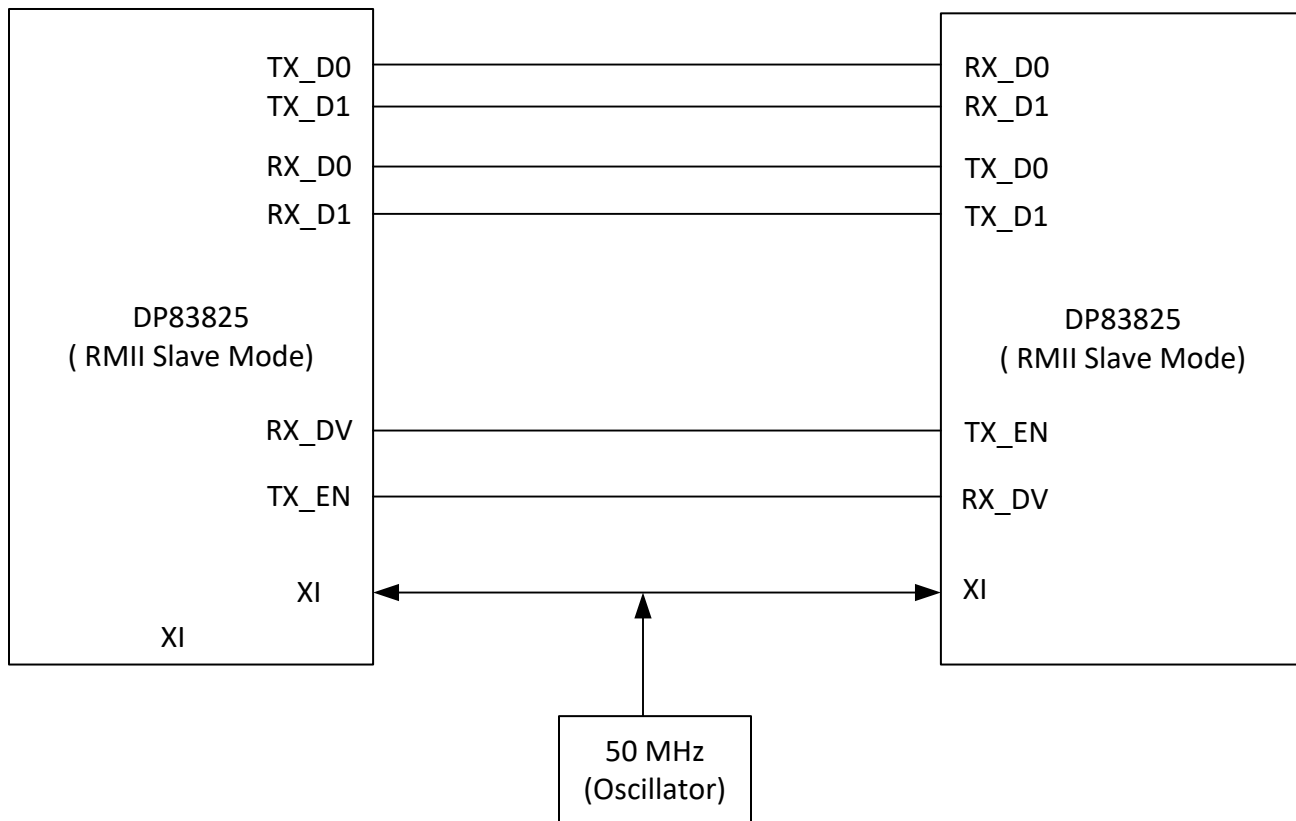 TX_D0
TX_D1
RX_D0
RX_D1
DP83825
( RMII Slave Mode)
RX_DV
TX_EN
XI
XI
RX_D0
RX_D1
TX_D0
TX_D1
DP83825
( RMII Slave Mode)
TX_EN
RX_DV
XI
50 MHz
(Oscillator)